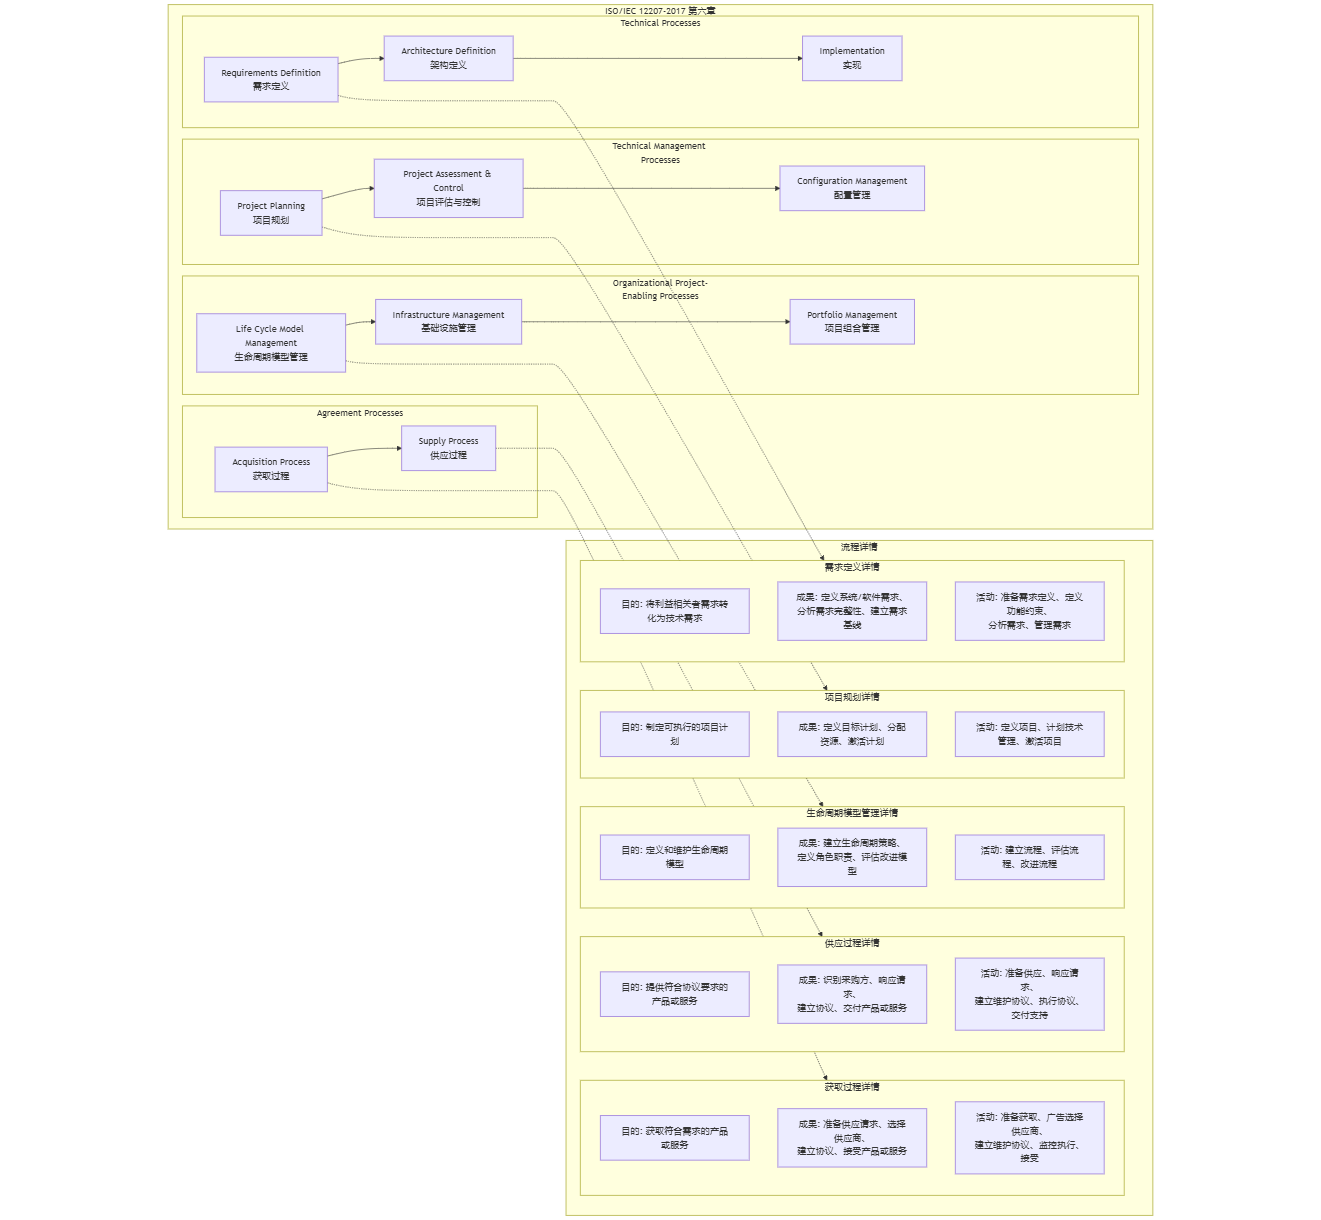 ISO/IEC 12207-2017 第六章
Technical Processes
Requirements Definition
需求定义
Architecture Definition
架构定义
Implementation
实现
Technical Management
Processes
Project Planning
项目规划
Project Assessment &
Control
项目评估与控制
Configuration Management
配置管理
Organizational Project-
Enabling Processes
Life Cycle Model
Management
生命周期模型管理
Infrastructure Management
基础设施管理
Portfolio Management
项目组合管理
Agreement Processes
Acquisition Process
获取过程
Supply Process
供应过程
流程详情
需求定义详情
目的: 将利益相关者需求转
化为技术需求
成果: 定义系统/软件需求、
分析需求完整性、建立需求
基线
活动: 准备需求定义、定义
功能约束、
分析需求、管理需求
项目规划详情
目的: 制定可执行的项目计
划
成果: 定义目标计划、分配
资源、激活计划
活动: 定义项目、计划技术
管理、激活项目
生命周期模型管理详情
目的: 定义和维护生命周期
模型
成果: 建立生命周期策略、
定义角色职责、评估改进模
型
活动: 建立流程、评估流
程、改进流程
供应过程详情
目的: 提供符合协议要求的
产品或服务
成果: 识别采购方、响应请
求、
建立协议、交付产品或服务
活动: 准备供应、响应请
求、
建立维护协议、执行协议、
交付支持
获取过程详情
目的: 获取符合需求的产品
或服务
成果: 准备供应请求、选择
供应商、
建立协议、接受产品或服务
活动: 准备获取、广告选择
供应商、
建立维护协议、监控执行、
接受